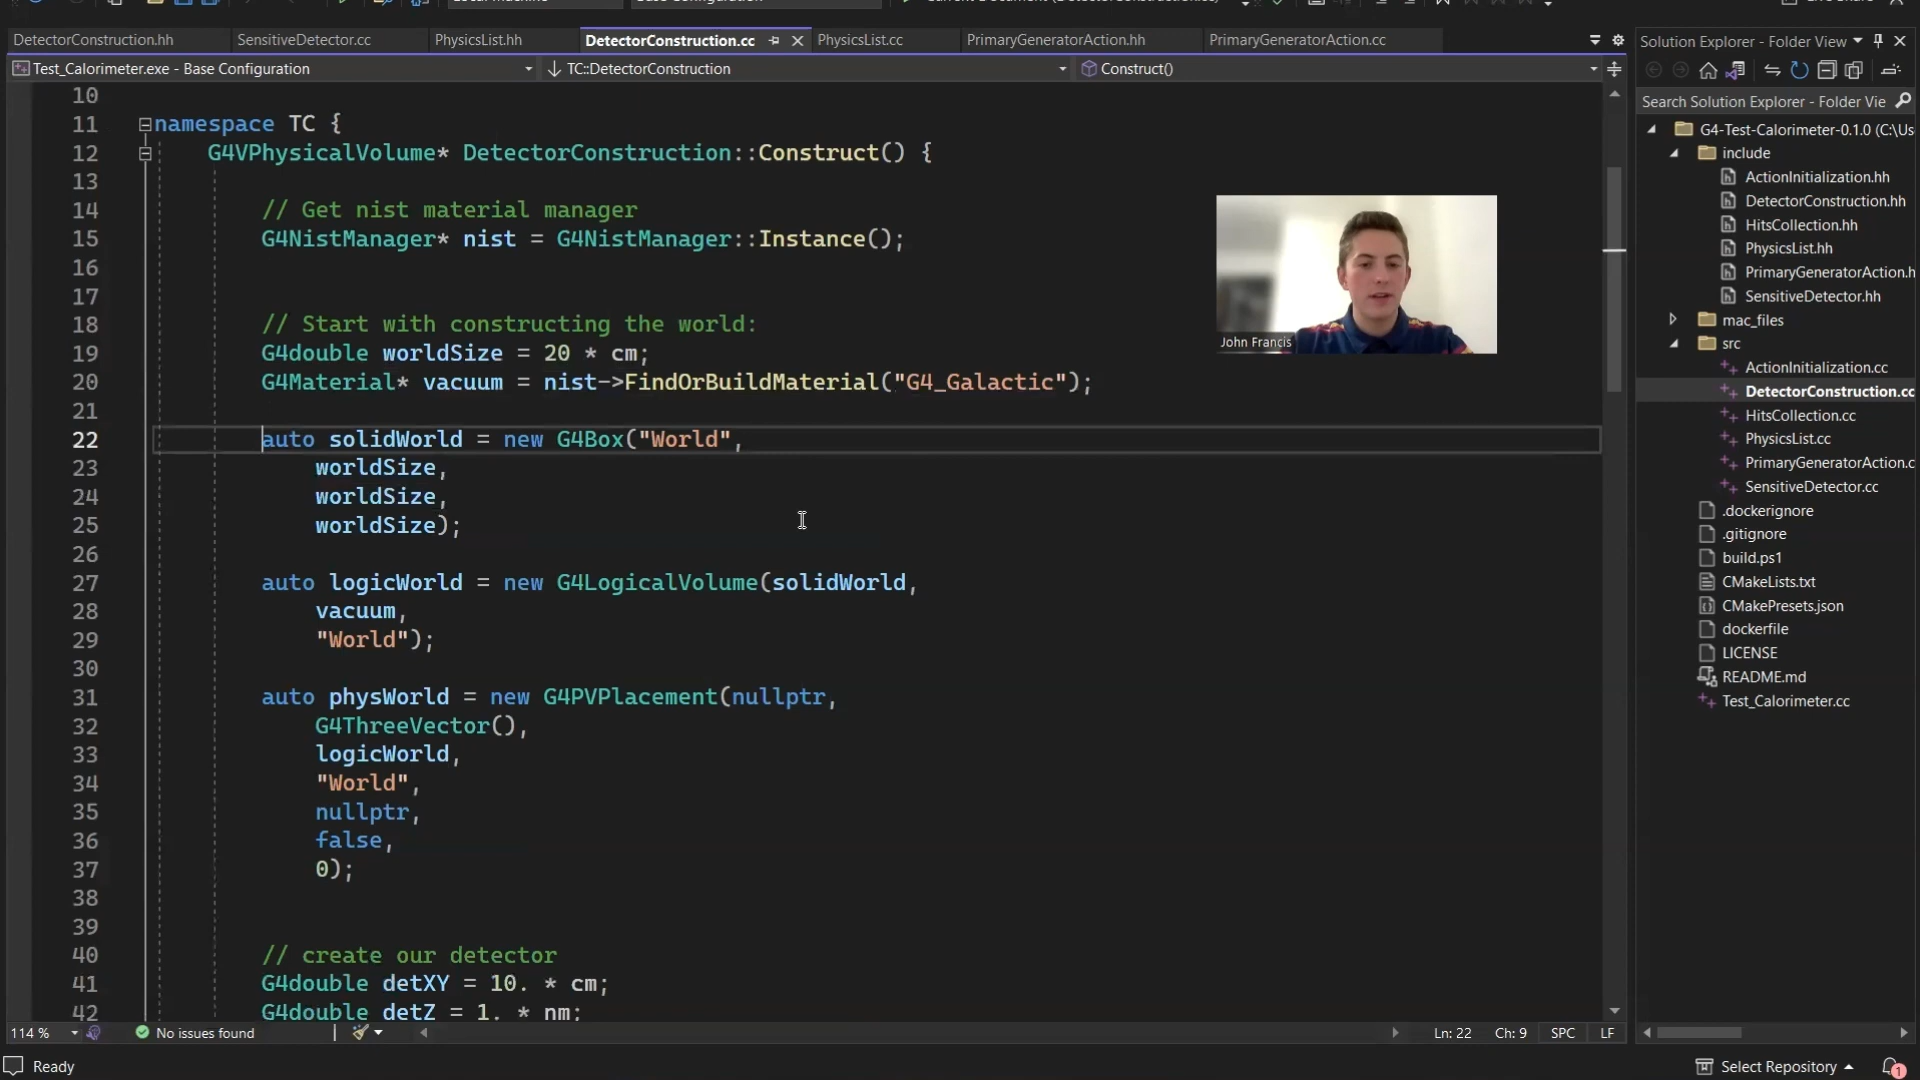 DetectorConstruction.hh SensitiveDetector.cc PhysicsList.hh DetectorConstruction.cc PhysicsList.cc PrimaryGeneratorAction.hh PrimaryGeneratorAction.cc
Test_Calorimeter.exe - Base Configuration TC::DetectorConstruction Construct()
10
11 namespace TC {
12 G4VPhysicalVolume* DetectorConstruction::Construct() {
13
14 // Get nist material manager
15 G4NistManager* nist = G4NistManager::Instance();
16
17
18 // Start with constructing the world:
19 G4double worldSize = 20 * cm;
20 G4Material* vacuum = nist->FindOrBuildMaterial("G4_Galactic");
21
22 auto solidWorld = new G4Box("World",
23 worldSize,
24 worldSize,
25 worldSize);
26
27 auto logicWorld = new G4LogicalVolume(solidWorld,
28 vacuum,
29 "World");
30
31 auto physWorld = new G4PVPlacement(nullptr,
32 G4ThreeVector(),
33 logicWorld,
34 "World",
35 nullptr,
36 false,
37 0);
38
39
40 // create our detector
41 G4double detXY = 10. * cm;
42 G4double detZ = 1. * nm;
John Francis
114 % No issues found Ln: 22 Ch: 9 SPC LF
Ready
Solution Explorer - Folder View
Search Solution Explorer - Folder Vie
G4-Test-Calorimeter-0.1.0 (C:\Us
include
ActionInitialization.hh
DetectorConstruction.hh
HitsCollection.hh
PhysicsList.hh
PrimaryGeneratorAction.h
SensitiveDetector.hh
mac_files
src
ActionInitialization.cc
DetectorConstruction.cc
HitsCollection.cc
PhysicsList.cc
PrimaryGeneratorAction.c
SensitiveDetector.cc
.dockerignore
.gitignore
build.ps1
CMakeLists.txt
CMakePresets.json
dockerfile
LICENSE
README.md
Test_Calorimeter.cc
Select Repository 1